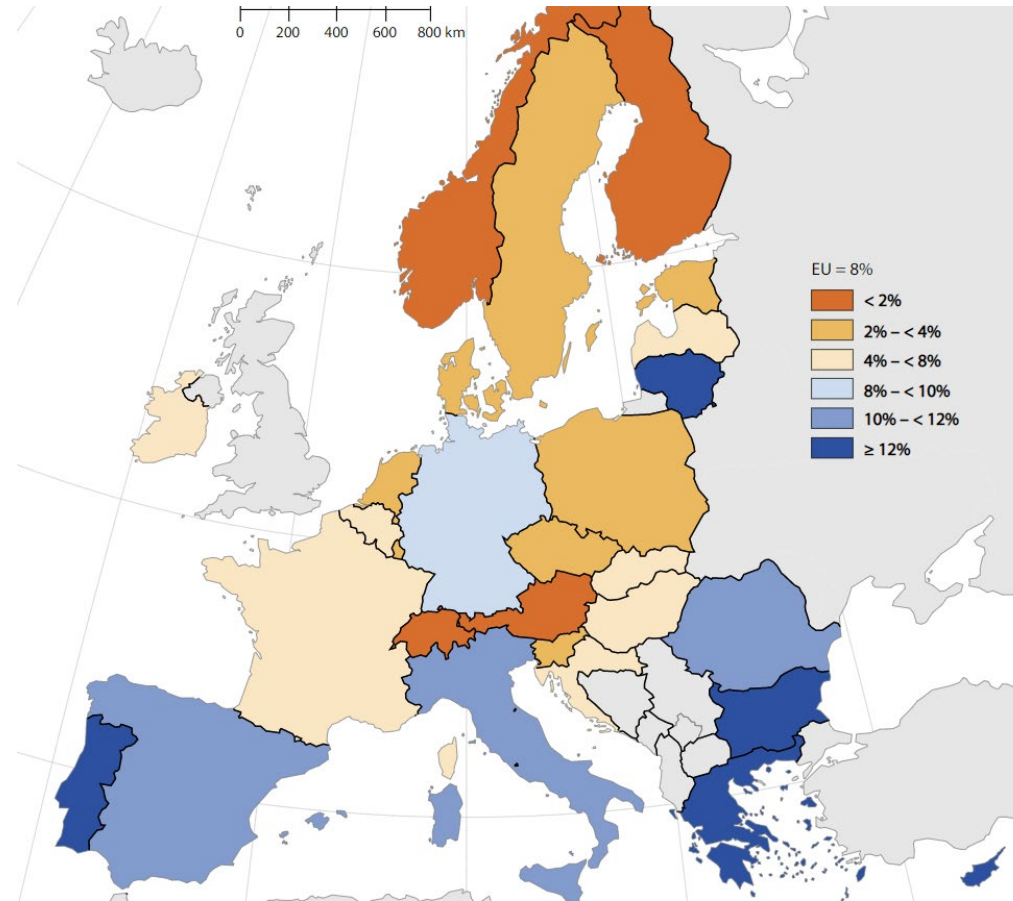 0 200 400 600 800 km
EU = 8%
< 2%
2% – < 4%
4% – < 8%
8% – < 10%
10% – < 12%
≥ 12%